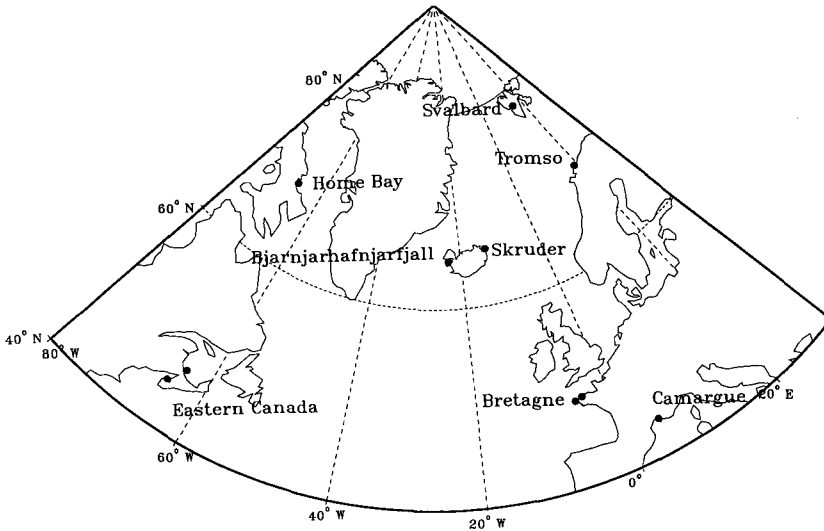 80° N
Svalbard
Tromso
Home Bay
60° N
Bjarnjarhafnjarfjall
Skruder
40° N
80° W
Eastern Canada
Bretagne
Camargue
20° E
60° W
0°
40° W
20° W